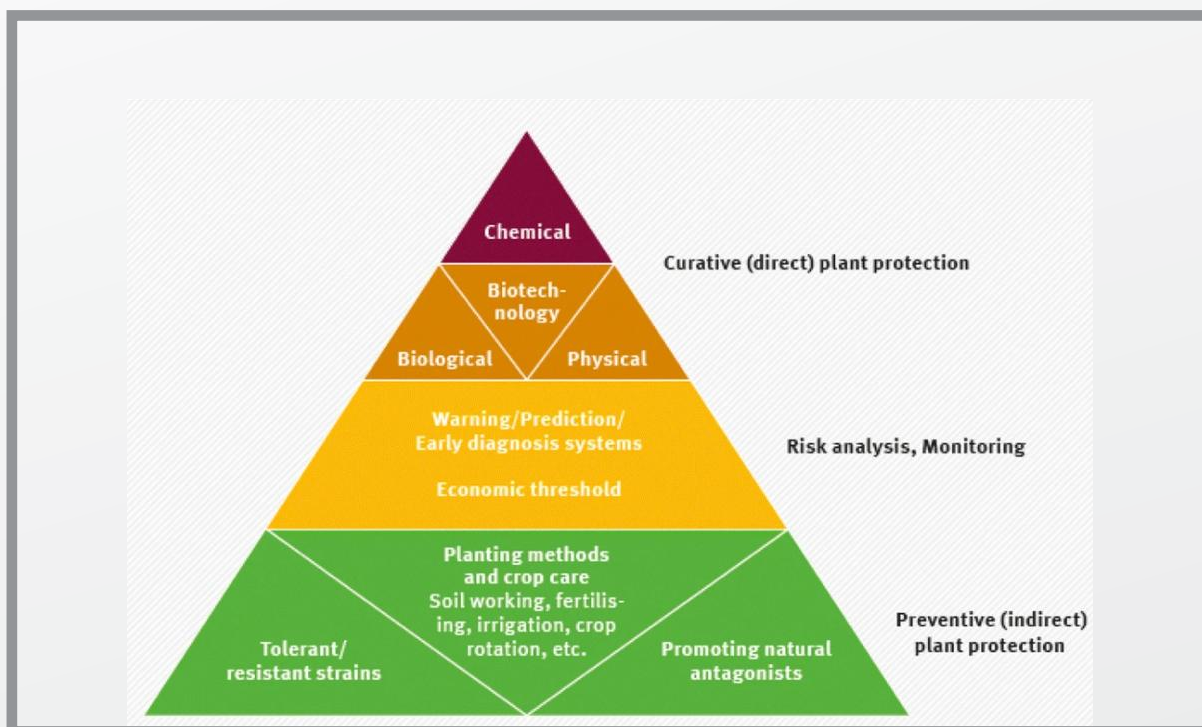 Chemical
Curative (direct) plant protection
Biotech-
nology
Biological
Physical
Warning/Prediction/
Early diagnosis systems
Economic threshold
Risk analysis, Monitoring
Planting methods
and crop care
Soil working, fertilis-
ing, irrigation, crop
rotation, etc.
Tolerant/
resistant strains
Promoting natural
antagonists
Preventive (indirect)
plant protection